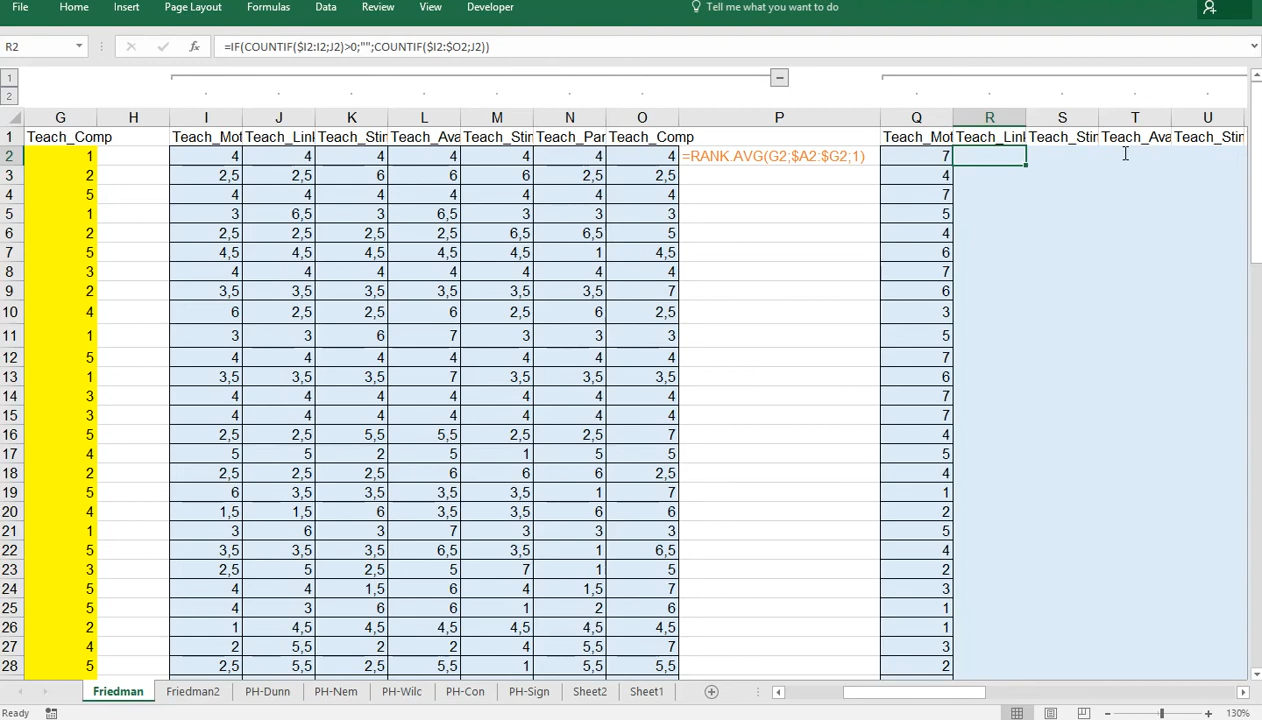 File Home Insert Page Layout Formulas Data Review View Developer Tell me what you want to do
R2 fx =IF(COUNTIF($I2:I2;J2)>0;"";COUNTIF($I2:$O2;J2))
1
2
G H I J K L M N O P Q R S T U
1 Teach_Comp Teach_Mot Teach_Linl Teach_Stim Teach_Ava Teach_Stin Teach_Par Teach_Comp Teach_Mot Teach_Linl Teach_Stim Teach_Ava Teach_Stin
2 1 4 4 4 4 4 4 4 =RANK.AVG(G2;$A2:$G2;1) 7
3 2 2,5 2,5 6 6 6 2,5 2,5 4
4 5 4 4 4 4 4 4 4 7
5 1 3 6,5 3 6,5 3 3 3 5
6 2 2,5 2,5 2,5 2,5 6,5 6,5 5 4
7 5 4,5 4,5 4,5 4,5 4,5 1 4,5 6
8 3 4 4 4 4 4 4 4 7
9 2 3,5 3,5 3,5 3,5 3,5 3,5 7 6
10 4 6 2,5 2,5 6 2,5 6 2,5 3
11 1 3 3 6 7 3 3 3 5
12 5 4 4 4 4 4 4 4 7
13 1 3,5 3,5 3,5 7 3,5 3,5 3,5 6
14 3 4 4 4 4 4 4 4 7
15 3 4 4 4 4 4 4 4 7
16 5 2,5 2,5 5,5 5,5 2,5 2,5 7 4
17 4 5 5 2 5 1 5 5 5
18 2 2,5 2,5 2,5 6 6 6 2,5 4
19 5 6 3,5 3,5 3,5 3,5 1 7 1
20 4 1,5 1,5 6 3,5 3,5 6 6 2
21 1 3 6 3 7 3 3 3 5
22 5 3,5 3,5 3,5 6,5 3,5 1 6,5 4
23 3 2,5 5 2,5 5 7 1 5 2
24 5 4 4 1,5 6 4 1,5 7 3
25 5 4 3 6 6 1 2 6 1
26 2 1 4,5 4,5 4,5 4,5 4,5 4,5 1
27 4 2 5,5 2 2 5,5 5,5 7 3
28 5 2,5 5,5 2,5 5,5 1 5,5 5,5 2
Friedman Friedman2 PH-Dunn PH-Nem PH-Wilc PH-Con PH-Sign Sheet2 Sheet1
Ready 130%